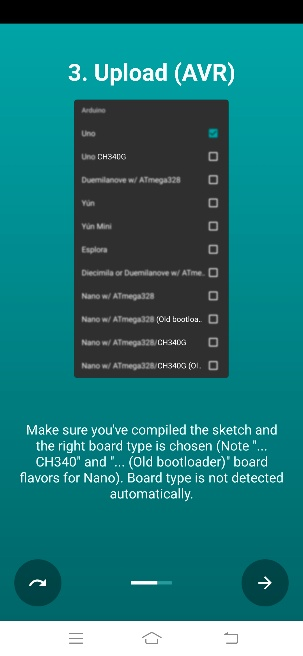 3. Upload (AVR)
Arduino
Uno
Uno CH340G
Duemilanove w/ ATmega328
Yún
Yún Mini
Esplora
Diecimila or Duemilanove w/ ATme..
Nano w/ ATmega328
Nano w/ ATmega328 (Old bootloa..
Nano w/ ATmega328/CH340G
Nano w/ ATmega328/CH340G (Ol..
Make sure you've compiled the sketch and
the right board type is chosen (Note "...
CH340" and "... (Old bootloader)" board
flavors for Nano). Board type is not detected
automatically.